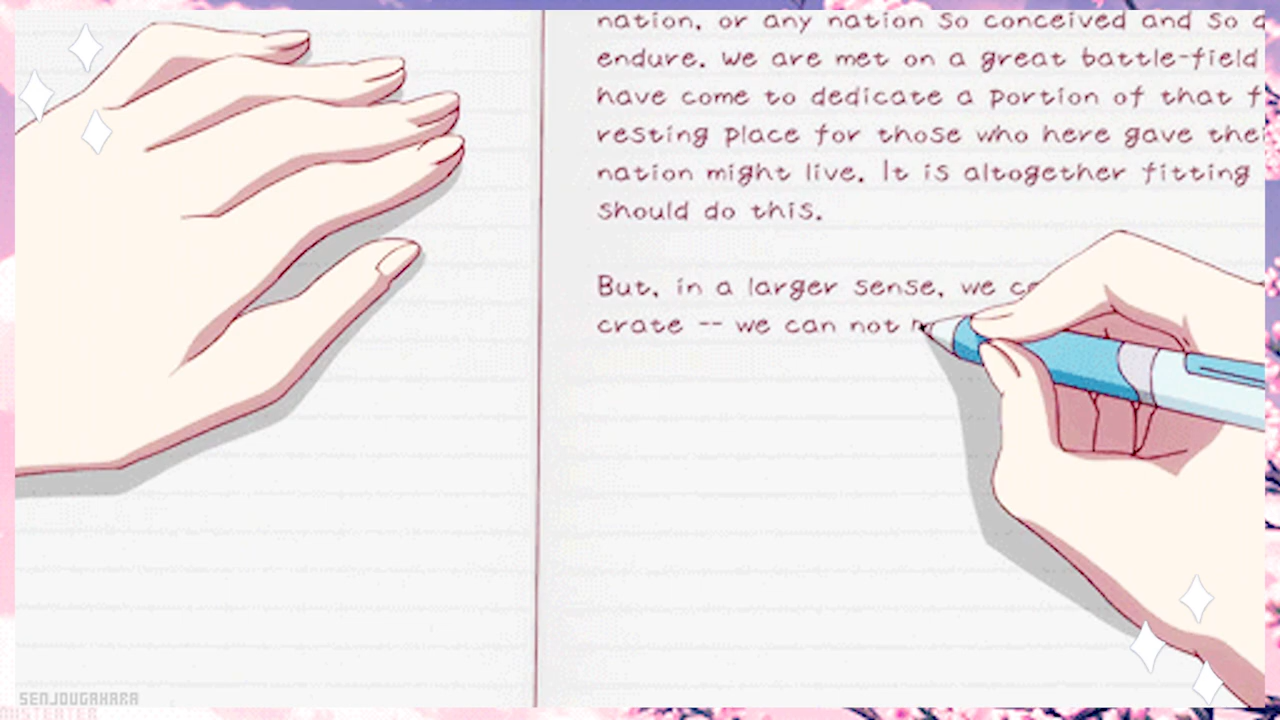 nation, or any nation so conceived and so
endure. We are met on a great battle-field
have come to dedicate a portion of that
resting place for those who here gave
nation might live. It is altogether fitting
should do this.
But, in a larger sense, we
crate -- we can not
SENJOUGAHARA